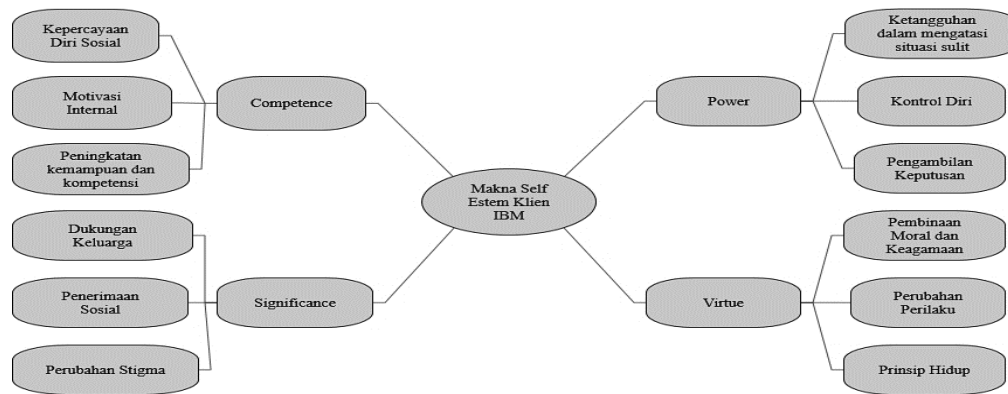 Kepercayaan
Diri Sosial
Motivasi
Internal
Peningkatan
kemampuan dan
kompetensi
Competence
Dukungan
Keluarga
Penerimaan
Sosial
Perubahan Stigma
Significance
Makna Self
Estem Klien
IBM
Power
Ketangguhan
dalam mengatasi
situasi sulit
Kontrol Diri
Pengambilan
Keputusan
Virtue
Pembinaan
Moral dan
Keagamaan
Perubahan
Perilaku
Prinsip Hidup